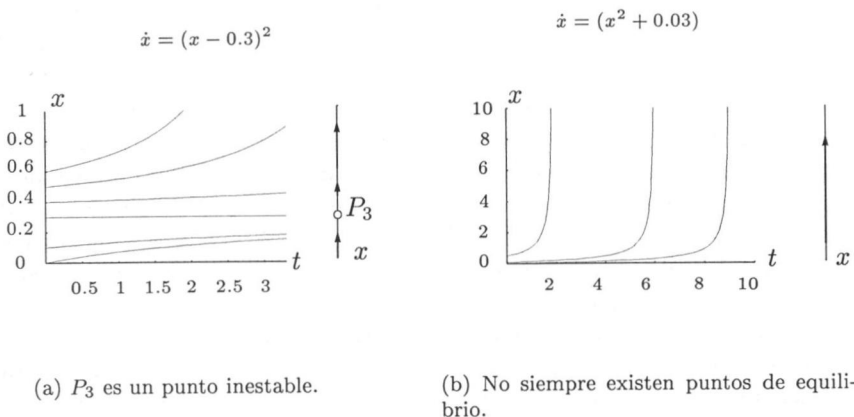 ẋ = (x − 0.3)²
x
1
0.8
0.6
0.4
0.2
0
0.5 1 1.5 2 2.5 3
t
P₃
x
(a) P₃ es un punto inestable.
ẋ = (x² + 0.03)
x
10
8
6
4
2
0
2 4 6 8 10
t
x
(b) No siempre existen puntos de equili-
brio.